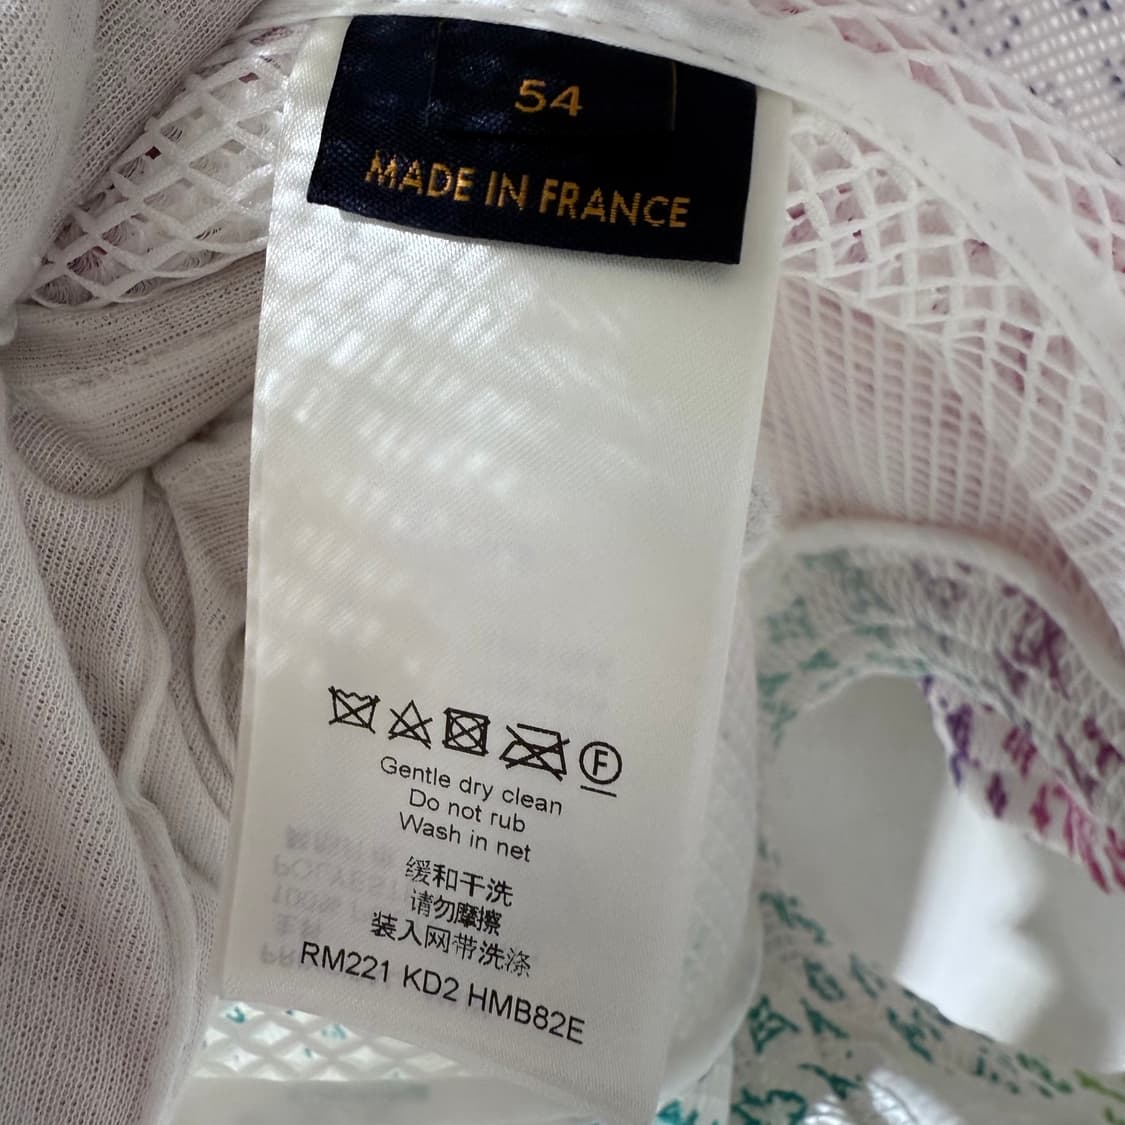 54
MADE IN FRANCE
F
Gentle dry clean
Do not rub
Wash in net
缓和干洗
请勿摩擦
装入网带洗涤
RM221 KD2 HMB82E